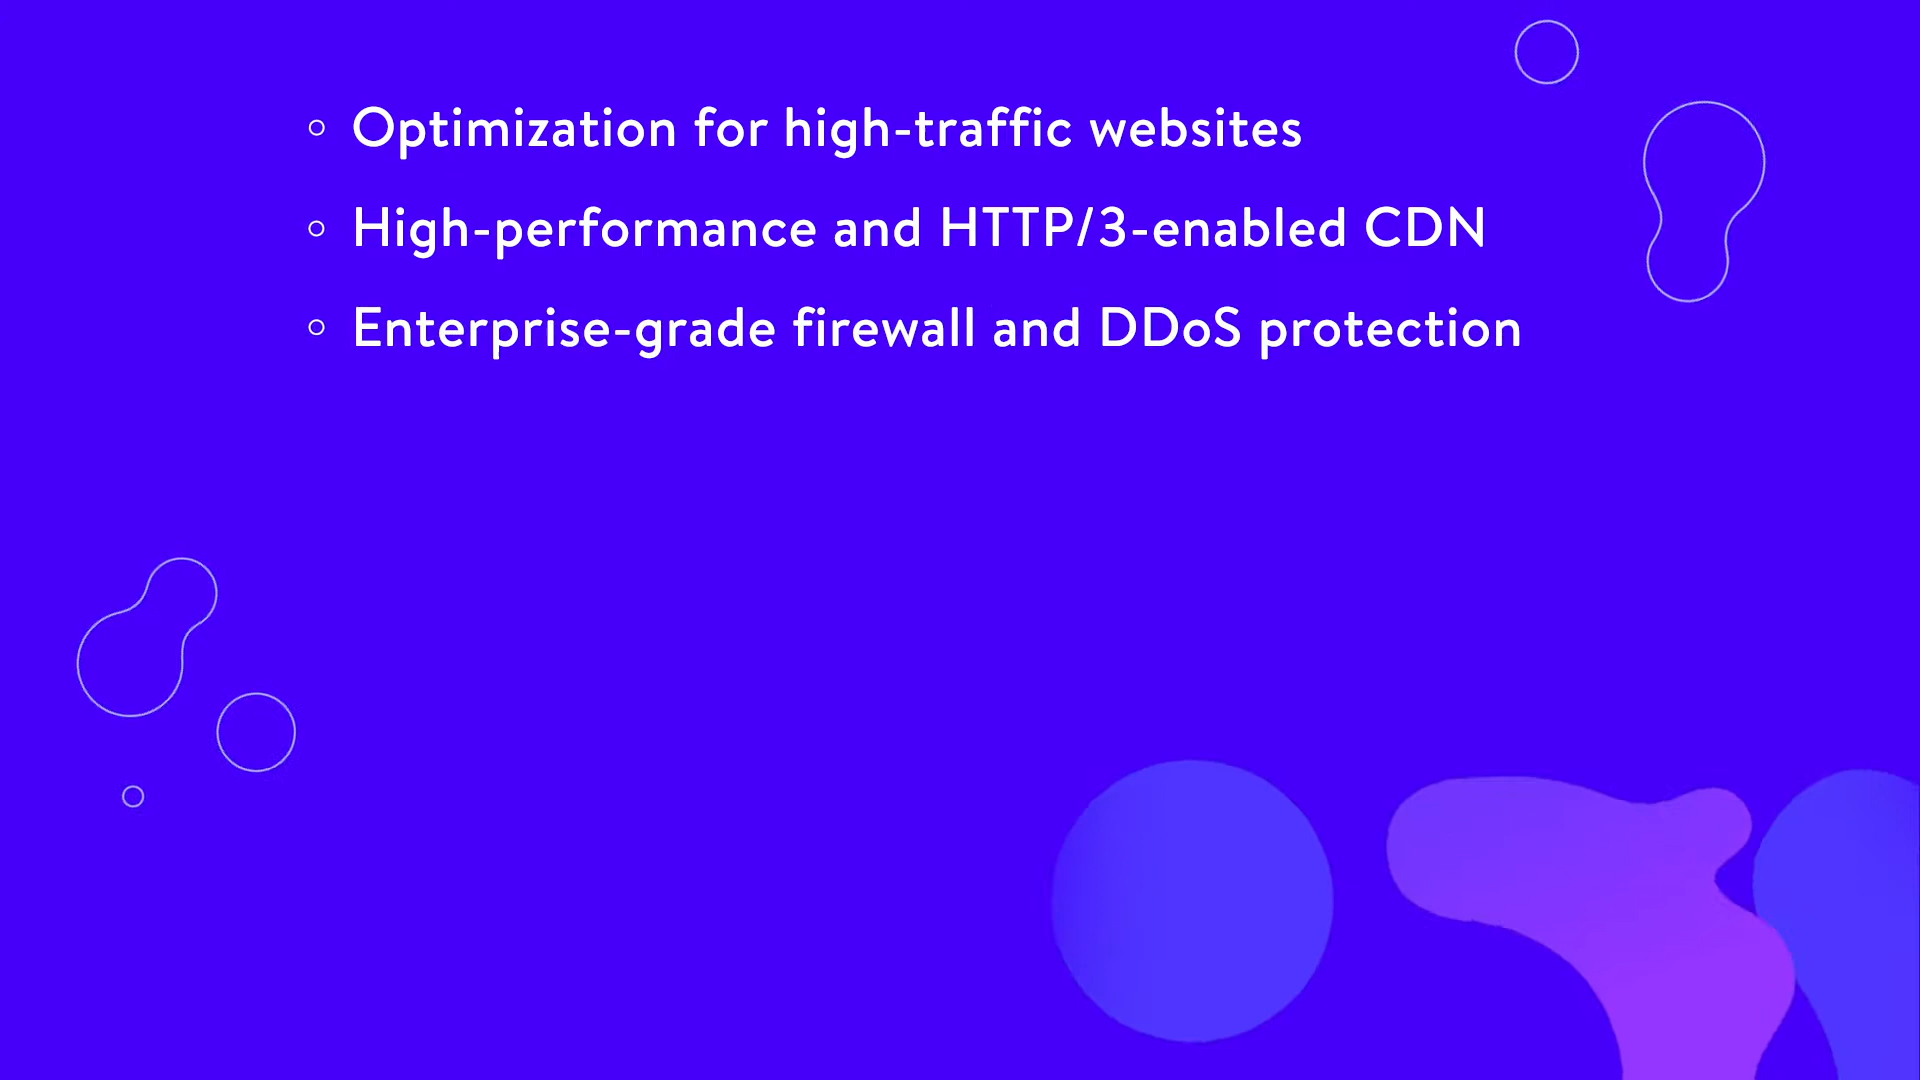 Optimization for high-traffic websites
High-performance and HTTP/3-enabled CDN
Enterprise-grade firewall and DDoS protection